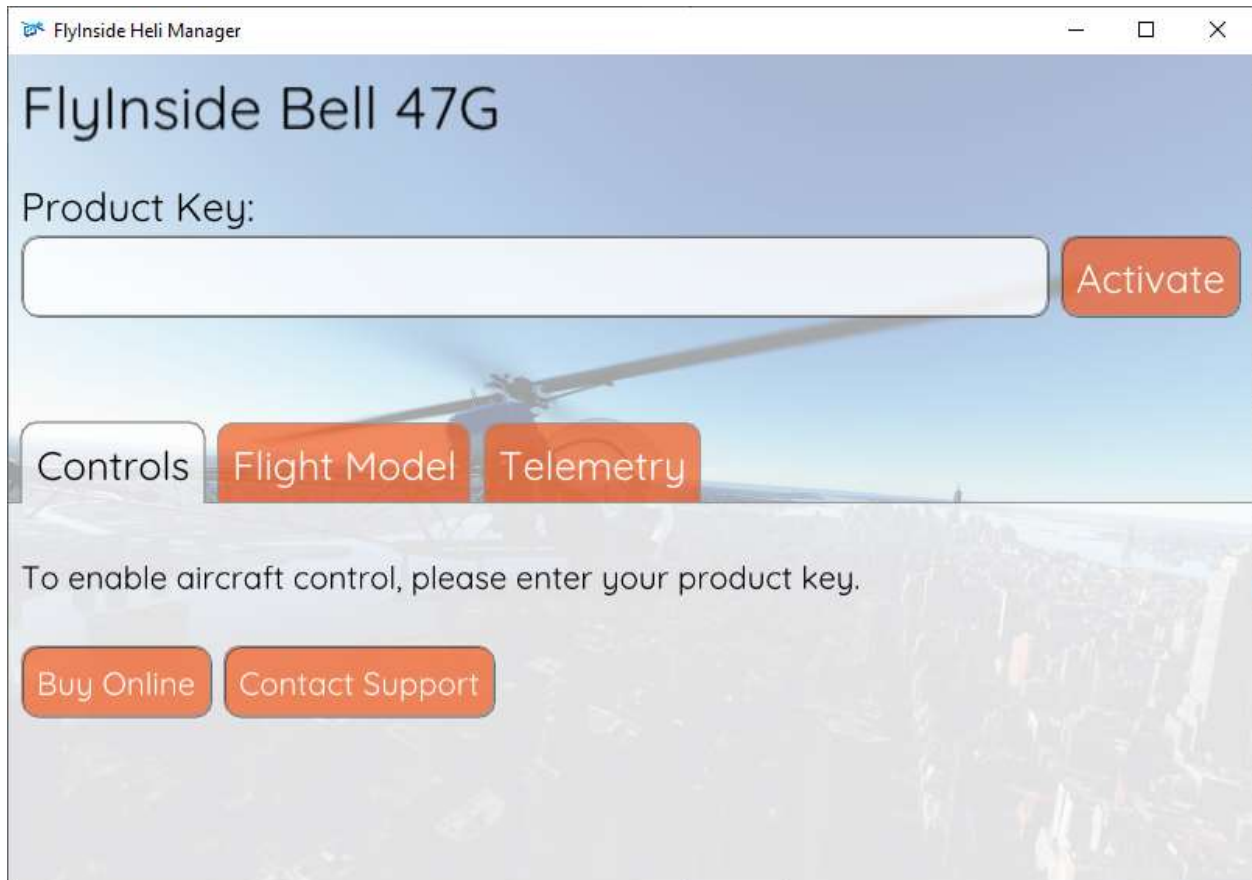 FlyInside Heli Manager
FlyInside Bell 47G
Product Key:
Activate
Controls Flight Model Telemetry
To enable aircraft control, please enter your product key.
Buy Online Contact Support